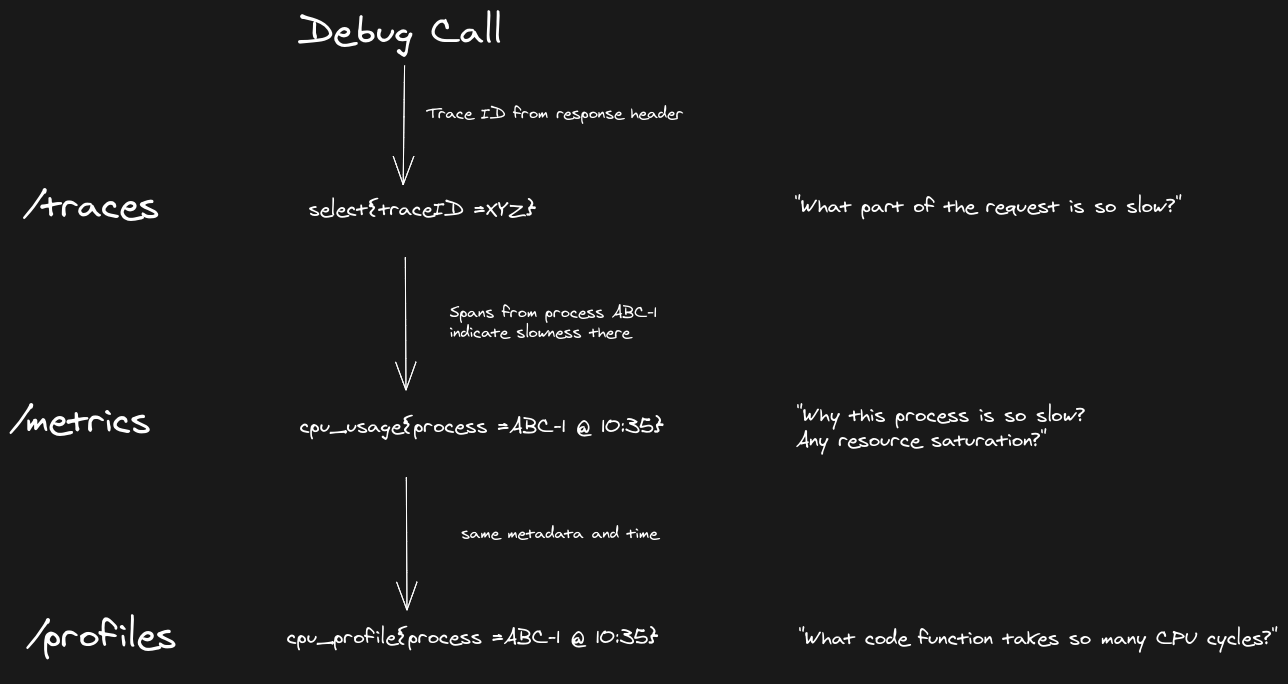 Debug Call
Trace ID from response header
/traces
select{traceID =XYZ}
"What part of the request is so slow?"
Spans from process ABC-1
indicate slowness there
/metrics
cpu_usage{process =ABC-1 @ 10:35}
"Why this process is so slow?
Any resource saturation?"
same metadata and time
/profiles
cpu_profile{process =ABC-1 @ 10:35}
"What code function takes so many CPU cycles?"